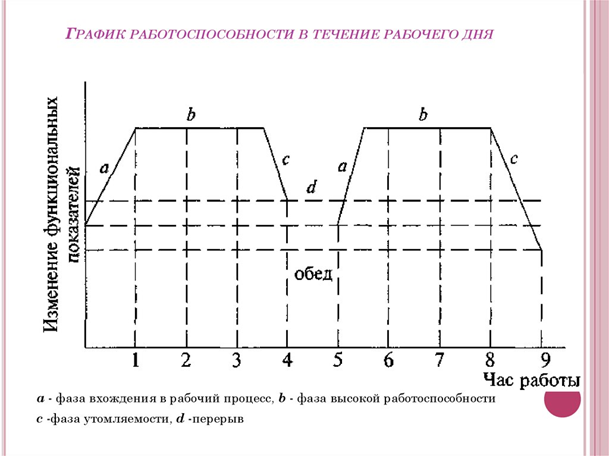 ГРАФИК РАБОТОСПОСОБНОСТИ В ТЕЧЕНИЕ РАБОЧЕГО ДНЯ
Изменение функциональных
показателей
a
b
c
d
a
b
c
обед
1 2 3 4 5 6 7 8 9
Час работы
a - фаза вхождения в рабочий процесс, b - фаза высокой работоспособности
c -фаза утомляемости, d -перерыв